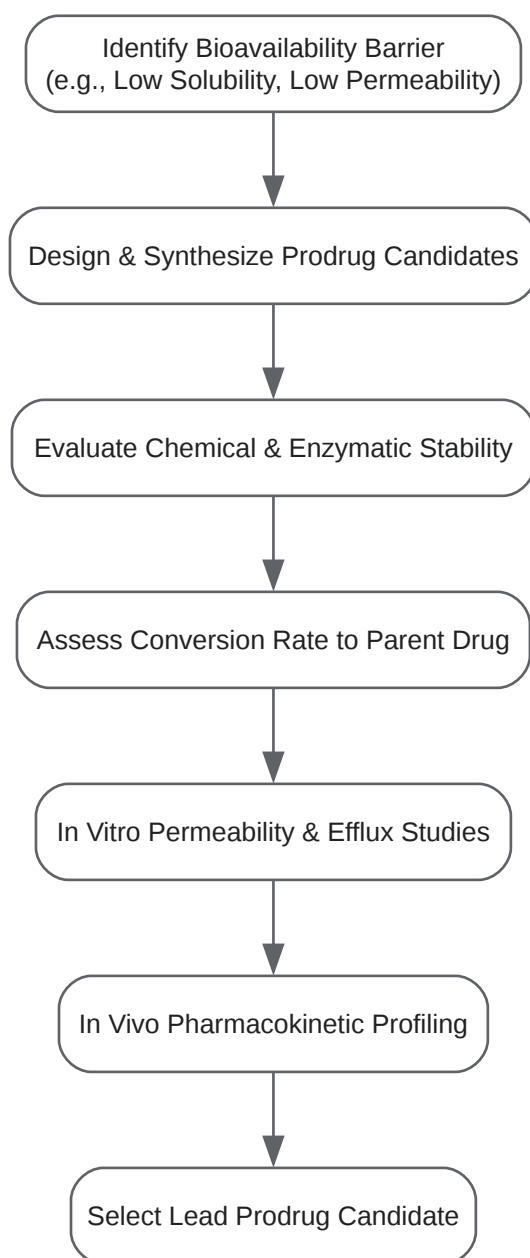 Identify Bioavailability Barrier
(e.g., Low Solubility, Low Permeability)
Design & Synthesize Prodrug Candidates
Evaluate Chemical & Enzymatic Stability
Assess Conversion Rate to Parent Drug
In Vitro Permeability & Efflux Studies
In Vivo Pharmacokinetic Profiling
Select Lead Prodrug Candidate